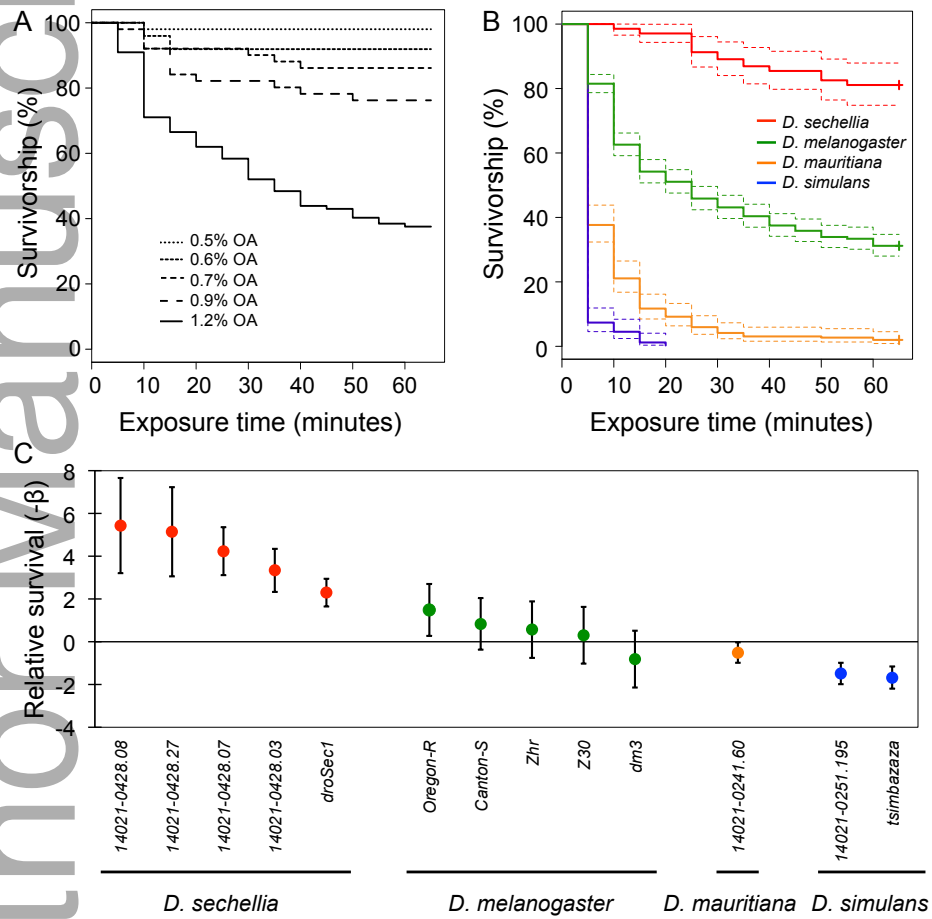 A
Survivorship (%)
100
80
60
40
20
0
0.5% OA
0.6% OA
0.7% OA
0.9% OA
1.2% OA
0 10 20 30 40 50 60
Exposure time (minutes)
B
Survivorship (%)
100
80
60
40
20
0
D. sechellia
D. melanogaster
D. mauritiana
D. simulans
0 10 20 30 40 50 60
Exposure time (minutes)
C
Relative survival (-β)
8
6
4
2
0
-2
-4
14021-0428.08
14021-0428.27
14021-0428.07
14021-0428.03
droSec1
Oregon-R
Canton-S
Zhr
Z30
dm3
14021-0241.60
14021-0251.195
tsimbazaza
D. sechellia
D. melanogaster
D. mauritiana
D. simulans